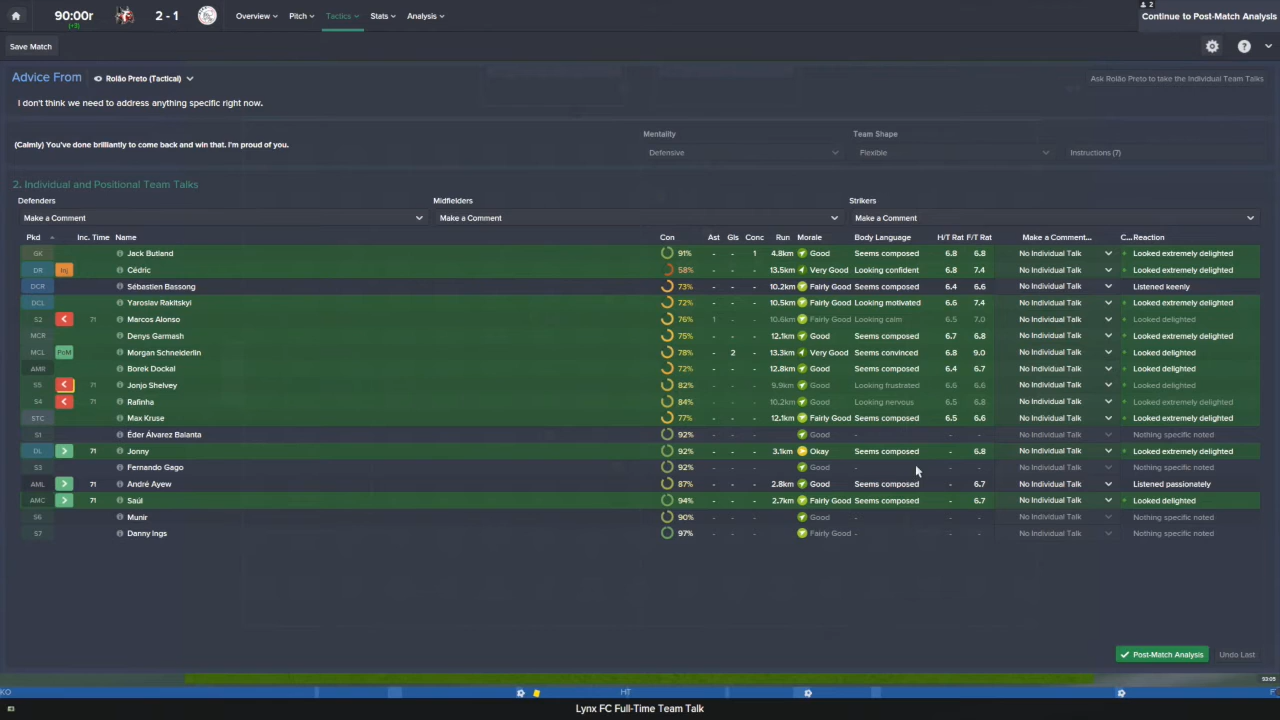 90:00r
(+3)
2 - 1
Overview Pitch Tactics Stats Analysis
2
Continue to Post-Match Analysis
Save Match
?
Advice From Rolão Preto (Tactical)
Ask Rolão Preto to take the Individual Team Talks
I don't think we need to address anything specific right now.
Mentality Team Shape
(Calmly) You've done brilliantly to come back and win that. I'm proud of you.
Defensive Flexible Instructions (7)
2. Individual and Positional Team Talks
Defenders Midfielders Strikers
Make a Comment Make a Comment Make a Comment
Pkd Inc. Time Name Con Ast Gls Conc Run Morale Body Language H/T Rat F/T Rat Make a Comment... C... Reaction
GK Jack Butland 91% - - 1 4.8km Good Seems composed 6.8 6.8 No Individual Talk Looked extremely delighted
DR Inj Cédric 58% - - - 13.5km Very Good Looking confident 6.8 7.4 No Individual Talk Looked extremely delighted
DCR Sébastien Bassong 73% - - - 10.2km Fairly Good Seems composed 6.4 6.6 No Individual Talk Listened keenly
DCL Yaroslav Rakitskyi 72% - - - 10.5km Fairly Good Looking motivated 6.6 7.4 No Individual Talk Looked extremely delighted
S2 71 Marcos Alonso 76% 1 - - 10.6km Fairly Good Looking calm 6.5 7.0 No Individual Talk Looked delighted
MCR Denys Garmash 75% - - - 12.1km Good Seems composed 6.7 6.8 No Individual Talk Looked extremely delighted
MCL PoM Morgan Schneiderlin 78% - 2 - 13.3km Very Good Seems convinced 6.8 9.0 No Individual Talk Looked delighted
AMR Borek Dockal 72% - - - 12.8km Good Seems composed 6.4 6.7 No Individual Talk Looked extremely delighted
S5 71 Jonjo Shelvey 82% - - - 9.9km Good Looking frustrated 6.6 6.6 No Individual Talk Looked delighted
S4 71 Rafinha 84% - - - 10.2km Good Looking nervous 6.5 6.8 No Individual Talk Looked extremely delighted
STC Max Kruse 77% - - - 12.1km Fairly Good Seems composed 6.5 6.6 No Individual Talk Looked extremely delighted
S1 Éder Álvarez Balanta 92% - - - Good - - - No Individual Talk Nothing specific noted
DL 71 Jonny 92% - - - 3.1km Okay Seems composed - 6.8 No Individual Talk Looked extremely delighted
S3 Fernando Gago 92% - - - Good - - - No Individual Talk Nothing specific noted
AML 71 André Ayew 87% - - - 2.8km Good Seems composed - 6.7 No Individual Talk Listened passionately
AMC 71 Saúl 94% - - - 2.7km Fairly Good Seems composed - 6.7 No Individual Talk Looked delighted
S6 Munir 90% - - - Good - - - No Individual Talk Nothing specific noted
S7 Danny Ings 97% - - - Fairly Good - - - No Individual Talk Nothing specific noted
Post-Match Analysis Undo Last
93:05
KO HT F
Lynx FC Full-Time Team Talk